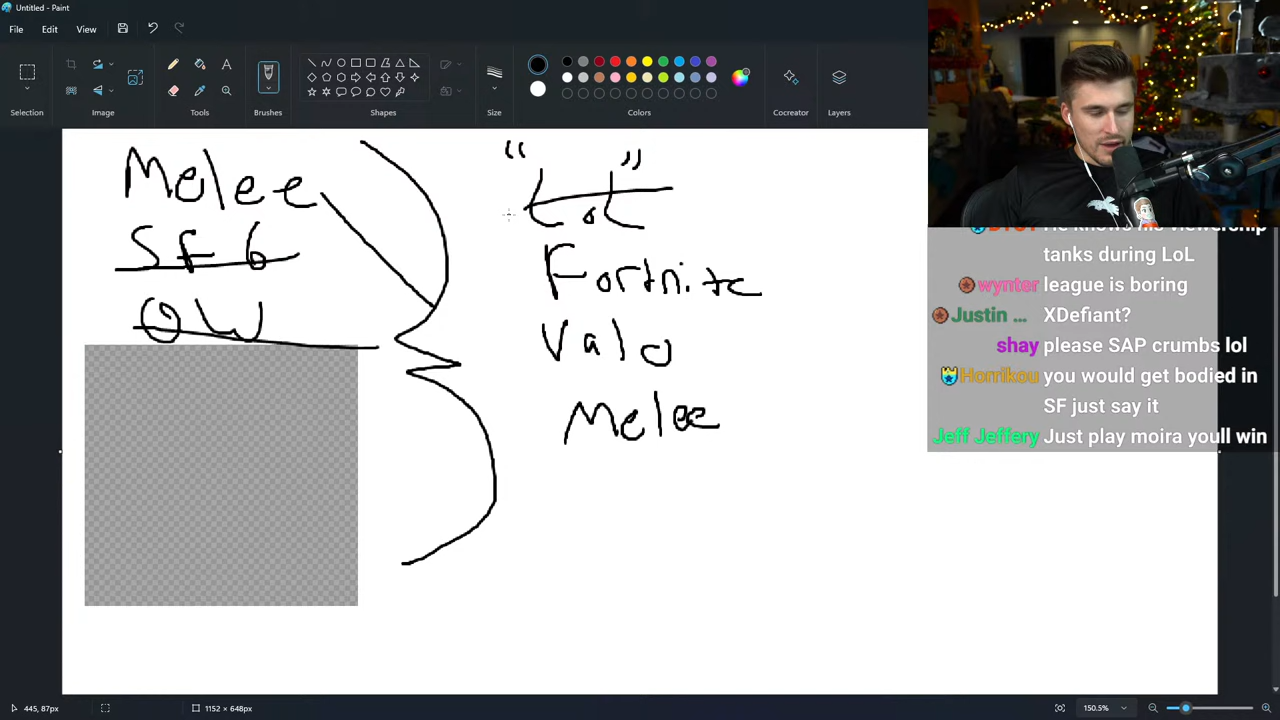 Untitled - Paint
File Edit View
Selection Image Tools Brushes Shapes Size Colors Cocreator Layers
Melee
SF6
OW
"LoL"
Fortnite
Valo
Melee
tanks during LoL
wynter league is boring
Justin ... XDefiant?
shay please SAP crumbs lol
Horrikou you would get bodied in
SF just say it
Jeff Jeffery Just play moira youll win
445, 87px 1152 × 648px 150.5%